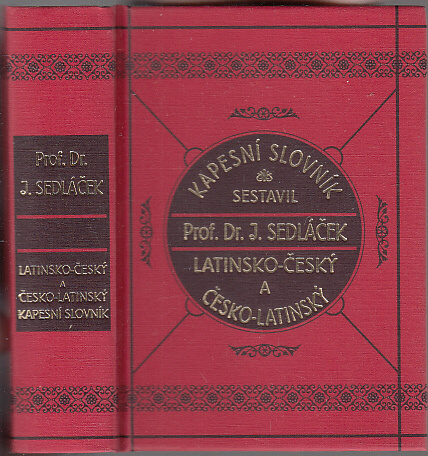 Prof. Dr.
J. SEDLÁČEK
LATINSKO-ČESKÝ
A
ČESKO-LATINSKÝ
KAPESNÍ SLOVNÍK
KAPESNÍ SLOVNÍK
SESTAVIL
Prof. Dr. J. SEDLÁČEK
LATINSKO-ČESKÝ
A
ČESKO-LATINSKÝ